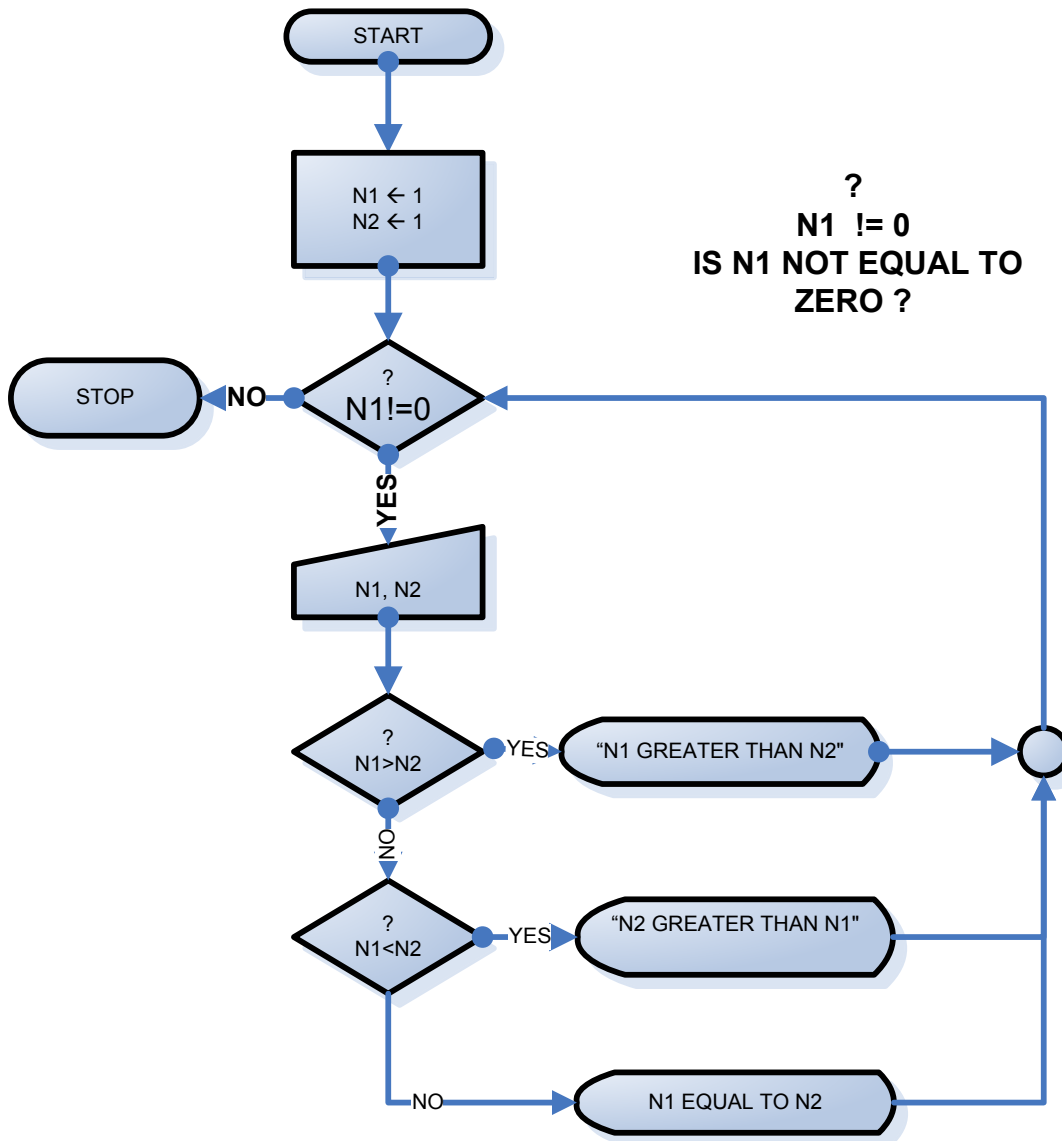 START
N1 ← 1
N2 ← 1
?
N1 != 0
IS N1 NOT EQUAL TO
ZERO ?
STOP
NO
?
N1!=0
YES
N1, N2
?
N1>N2
YES
“N1 GREATER THAN N2"
NO
?
N1<N2
YES
“N2 GREATER THAN N1"
NO
N1 EQUAL TO N2